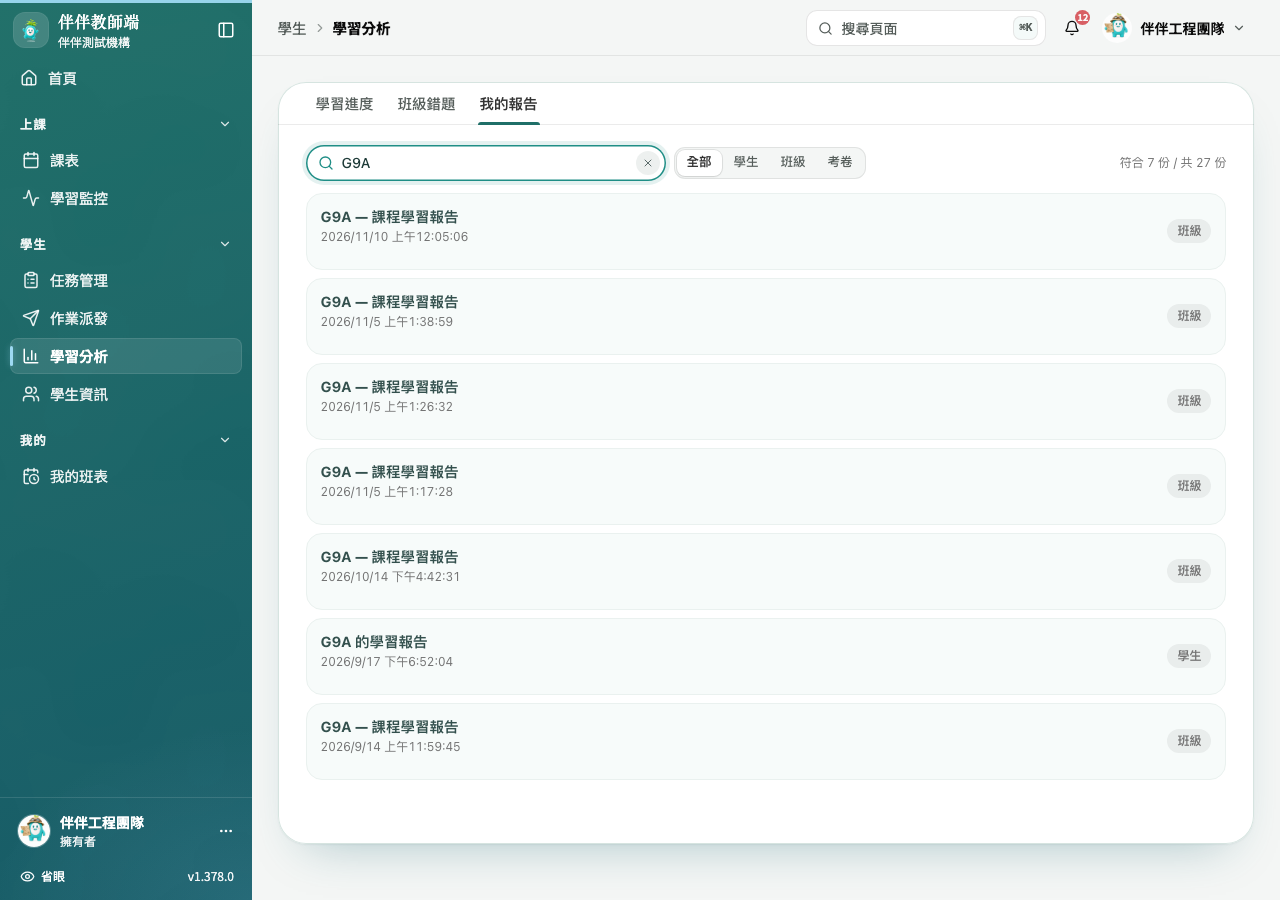 伴伴教師端
伴伴測試機構
首頁
上課
課表
學習監控
學生
任務管理
作業派發
學習分析
學生資訊
我的
我的班表
伴伴工程團隊
擁有者
省眼
v1.378.0
學生
學習分析
搜尋頁面
⌘K
12
伴伴工程團隊
學習進度
班級錯題
我的報告
G9A
全部
學生
班級
考卷
符合 7 份 / 共 27 份
G9A — 課程學習報告
2026/11/10 上午12:05:06
班級
G9A — 課程學習報告
2026/11/5 上午1:38:59
班級
G9A — 課程學習報告
2026/11/5 上午1:26:32
班級
G9A — 課程學習報告
2026/11/5 上午1:17:28
班級
G9A — 課程學習報告
2026/10/14 下午4:42:31
班級
G9A 的學習報告
2026/9/17 下午6:52:04
學生
G9A — 課程學習報告
2026/9/14 上午11:59:45
班級